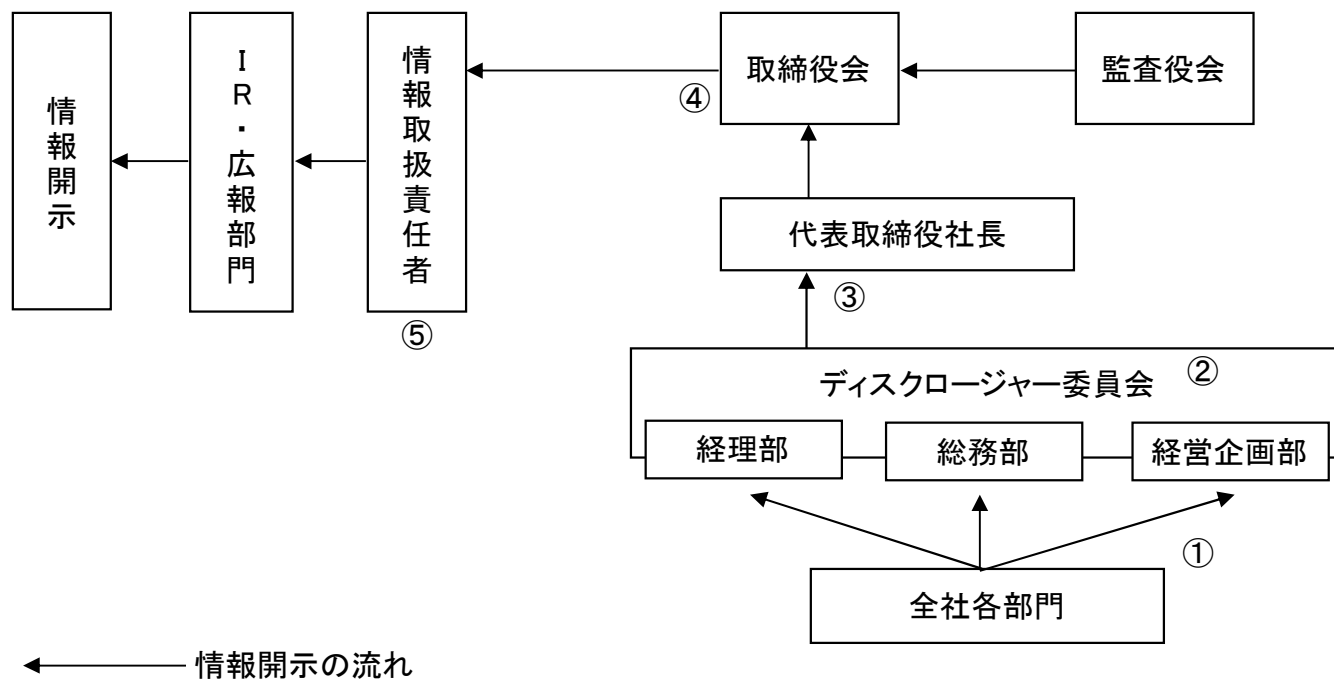 情報開示
IR・広報部門
情報取扱責任者
⑤
取締役会
監査役会
④
代表取締役社長
③
ディスクロージャー委員会
②
経理部
総務部
経営企画部
①
全社各部門
情報開示の流れ